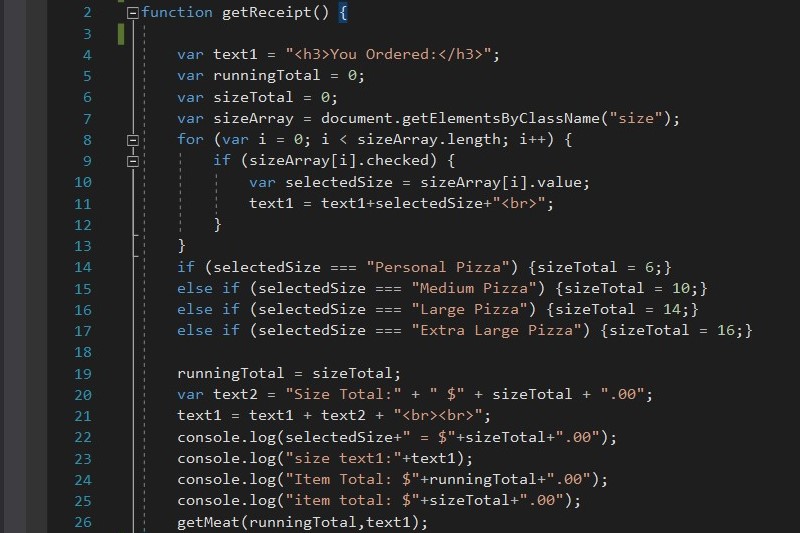 2 function getReceipt() {
3
4 var text1 = "<h3>You Ordered:</h3>";
5 var runningTotal = 0;
6 var sizeTotal = 0;
7 var sizeArray = document.getElementsByClassName("size");
8 for (var i = 0; i < sizeArray.length; i++) {
9 if (sizeArray[i].checked) {
10 var selectedSize = sizeArray[i].value;
11 text1 = text1+selectedSize+"<br>";
12 }
13 }
14 if (selectedSize === "Personal Pizza") {sizeTotal = 6;}
15 else if (selectedSize === "Medium Pizza") {sizeTotal = 10;}
16 else if (selectedSize === "Large Pizza") {sizeTotal = 14;}
17 else if (selectedSize === "Extra Large Pizza") {sizeTotal = 16;}
18
19 runningTotal = sizeTotal;
20 var text2 = "Size Total:" + " $" + sizeTotal + ".00";
21 text1 = text1 + text2 + "<br><br>";
22 console.log(selectedSize+" = $"+sizeTotal+".00");
23 console.log("size text1:"+text1);
24 console.log("Item Total: $"+runningTotal+".00");
25 console.log("item total: $"+sizeTotal+".00");
26 getMeat(runningTotal,text1);